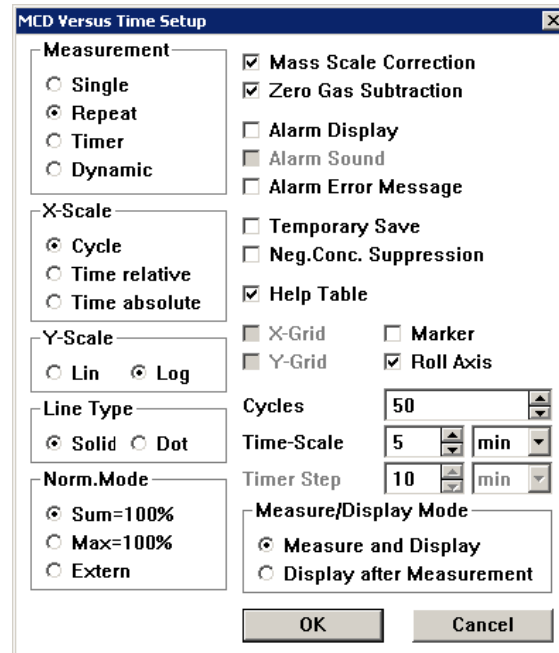 MCD Versus Time Setup
Measurement
Single
Repeat
Timer
Dynamic
X-Scale
Cycle
Time relative
Time absolute
Y-Scale
Lin Log
Line Type
Solid Dot
Norm.Mode
Sum=100%
Max=100%
Extern
Mass Scale Correction
Zero Gas Subtraction
Alarm Display
Alarm Sound
Alarm Error Message
Temporary Save
Neg.Conc. Suppression
Help Table
X-Grid Marker
Y-Grid Roll Axis
Cycles 50
Time-Scale 5 min
Timer Step 10 min
Measure/Display Mode
Measure and Display
Display after Measurement
OK Cancel